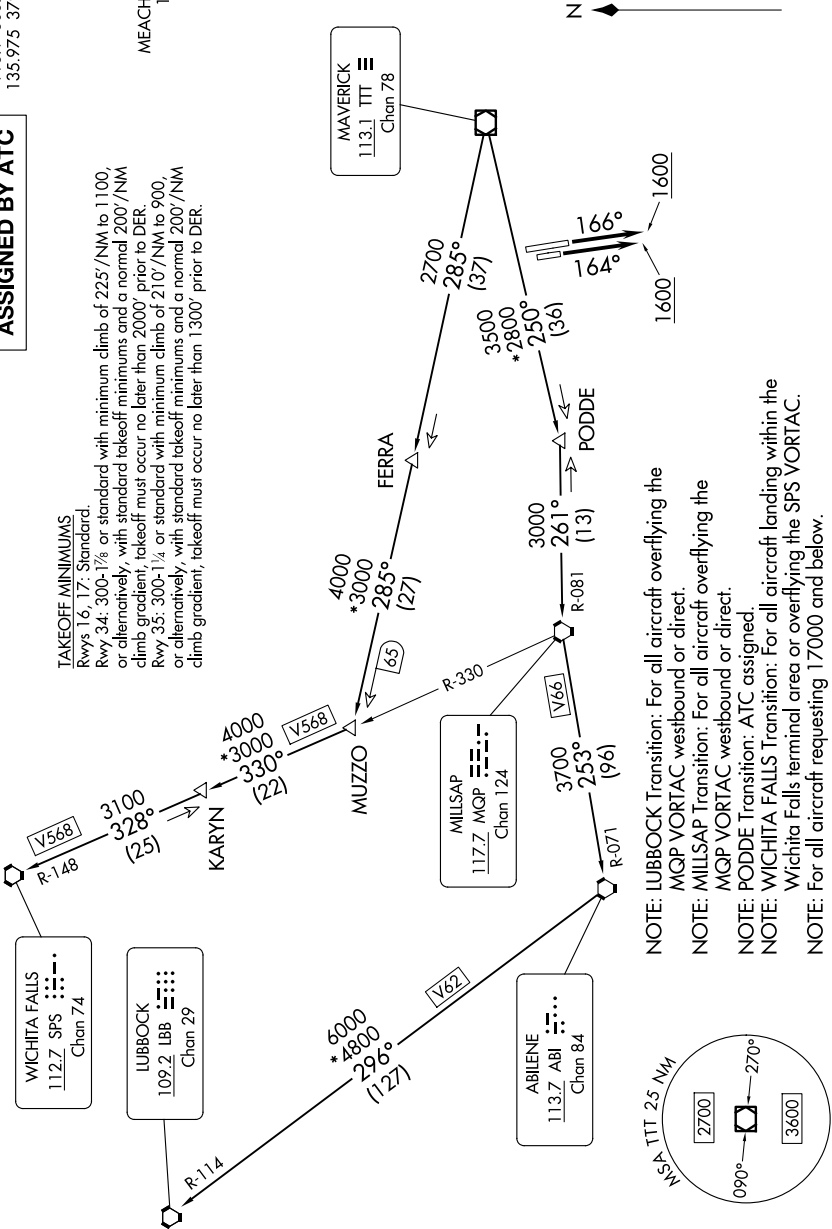 ASSIGNED BY ATC
135.975 37
MEACH
TAKEOFF MINIMUMS
Rwys 16, 17: Standard.
Rwy 34: 300-1⅞ or standard with minimum climb of 225'/NM to 1100,
or alternatively, with standard takeoff minimums and a normal 200'/NM
climb gradient, takeoff must occur no later than 2000' prior to DER.
Rwy 35: 300-1¼ or standard with minimum climb of 210'/NM to 900,
or alternatively, with standard takeoff minimums and a normal 200'/NM
climb gradient, takeoff must occur no later than 1300' prior to DER.
N
MAVERICK
113.1 TTT
Chan 78
2700
285°
(37)
3500
*2800
250°
(36)
166°
164°
1600
1600
FERRA
PODDE
4000
*3000
285°
(27)
3000
261°
(13)
R-081
65
R-330
MUZZO
V568
4000
*3000
330°
(22)
KARYN
V568
3100
328°
(25)
R-148
WICHITA FALLS
112.7 SPS
Chan 74
MILLSAP
117.7 MQP
Chan 124
V66
3700
253°
(96)
R-071
LUBBOCK
109.2 LBB
Chan 29
V62
6000
*4800
296°
(127)
R-114
ABILENE
113.7 ABI
Chan 84
MSA TTT 25 NM
2700
3600
090°
270°
NOTE: LUBBOCK Transition: For all aircraft overflying the
MQP VORTAC westbound or direct.
NOTE: MILLSAP Transition: For all aircraft overflying the
MQP VORTAC westbound or direct.
NOTE: PODDE Transition: ATC assigned.
NOTE: WICHITA FALLS Transition: For all aircraft landing within the
Wichita Falls terminal area or overflying the SPS VORTAC.
NOTE: For all aircraft requesting 17000 and below.